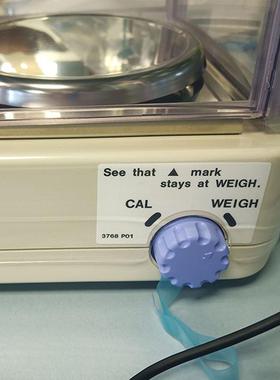 See that ▲ mark
stays at WEIGH.
CAL WEIGH
3768 P01